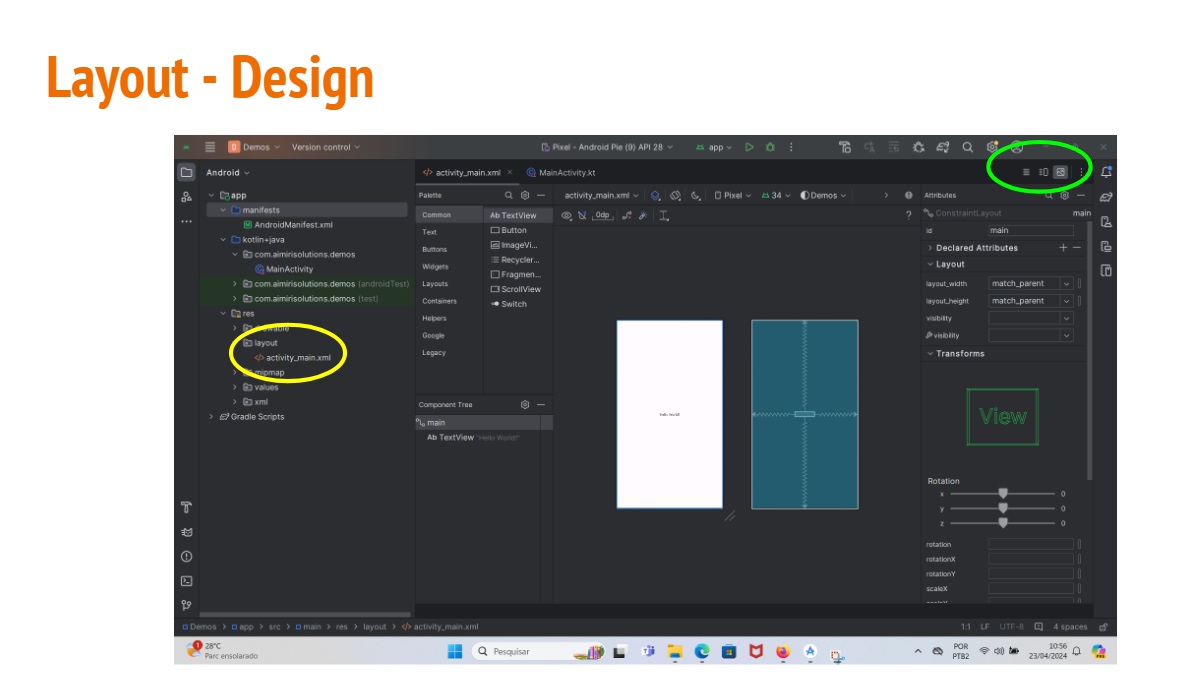 Layout - Design
D Demos Version control Pixel - Android Pie (9) API 28 app
Android
activity_main.xml MainActivity.kt
app
manifests
AndroidManifest.xml
kotlin+java
com.aimirisolutions.demos
MainActivity
com.aimirisolutions.demos (androidTest)
com.aimirisolutions.demos (test)
res
drawable
layout
activity_main.xml
mipmap
values
xml
Gradle Scripts
Palette
Common
Text
Buttons
Widgets
Layouts
Containers
Helpers
Google
Legacy
Ab TextView
Button
ImageVi...
Recycler...
Fragmen...
ScrollView
Switch
Component Tree
main
Ab TextView "Hello World!"
activity_main.xml Pixel 34 Demos
0dp
?
Hello World!
Attributes
ConstraintLayout main
id main
Declared Attributes
Layout
layout_width match_parent
layout_height match_parent
visibility
visibility
Transforms
View
Rotation
x 0
y 0
z 0
rotation
rotationX
rotationY
scaleX
Demos > app > src > main > res > layout > activity_main.xml
1:1 LF UTF-8 4 spaces
1
28°C
Parc ensolarado
Pesquisar
POR
PTB2
10:56
23/04/2024